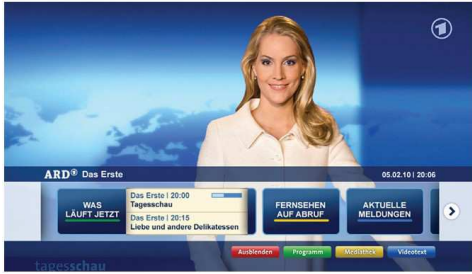 1
ARD Das Erste
05.02.10 | 20:06
WAS
LÄUFT JETZT
Das Erste | 20:00
Tagesschau
Das Erste | 20:15
Liebe und andere Delikatessen
FERNSEHEN
AUF ABRUF
AKTUELLE
MELDUNGEN
Ausblenden
Programm
Mediathek
Videotext
tagesschau